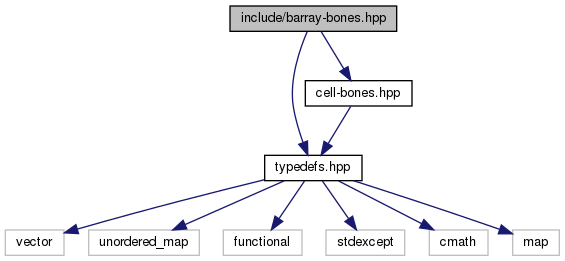 include/barray-bones.hpp
cell-bones.hpp
typedefs.hpp
vector
unordered_map
functional
stdexcept
cmath
map